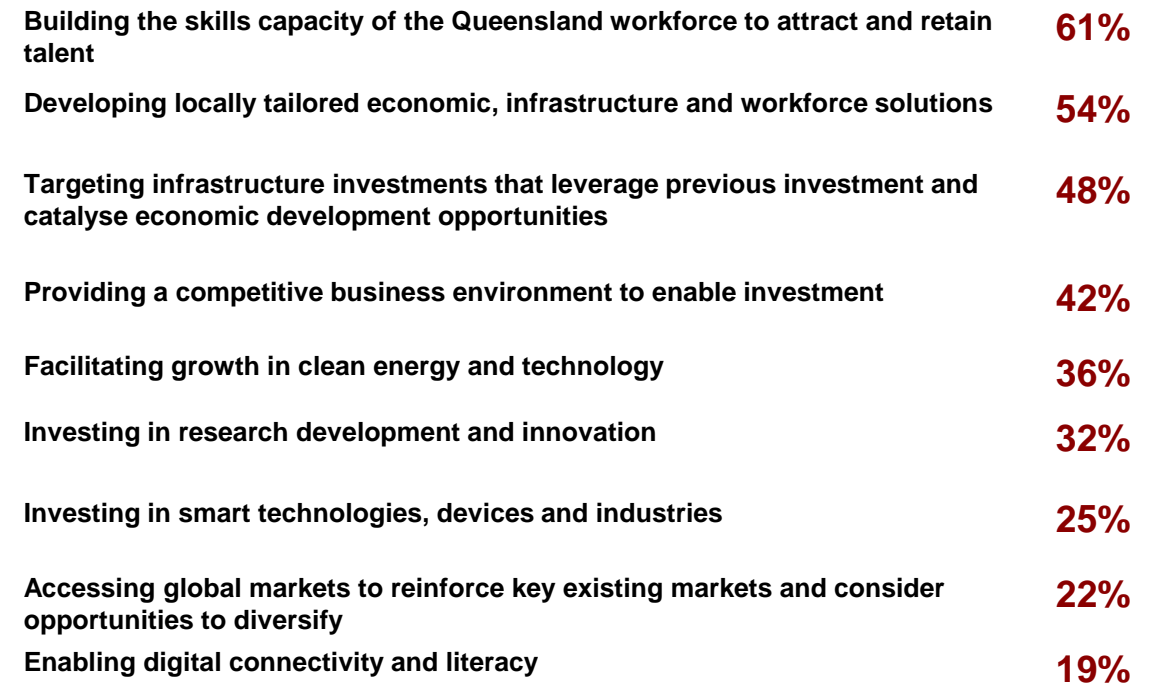 Building the skills capacity of the Queensland workforce to attract and retain 61%
talent
Developing locally tailored economic, infrastructure and workforce solutions 54%
Targeting infrastructure investments that leverage previous investment and 48%
catalyse economic development opportunities
Providing a competitive business environment to enable investment 42%
Facilitating growth in clean energy and technology 36%
Investing in research development and innovation 32%
Investing in smart technologies, devices and industries 25%
Accessing global markets to reinforce key existing markets and consider 22%
opportunities to diversify
Enabling digital connectivity and literacy 19%